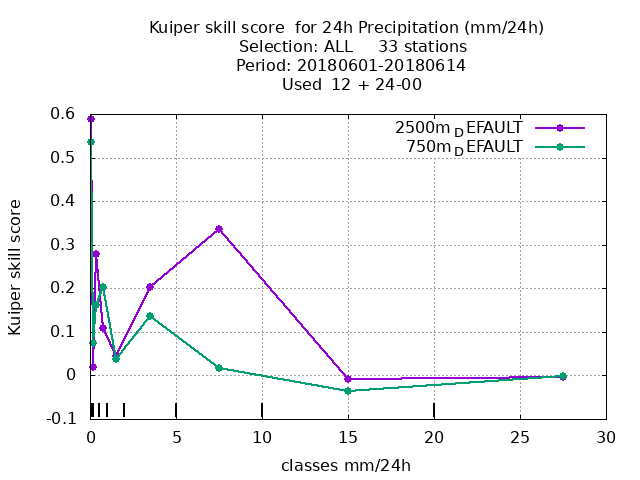 Kuiper skill score for 24h Precipitation (mm/24h)
Selection: ALL 33 stations
Period: 20180601-20180614
Used 12 + 24-00
2500m_DEFAULT
750m_DEFAULT
Kuiper skill score
0.6
0.5
0.4
0.3
0.2
0.1
0
-0.1
0 5 10 15 20 25 30
classes mm/24h